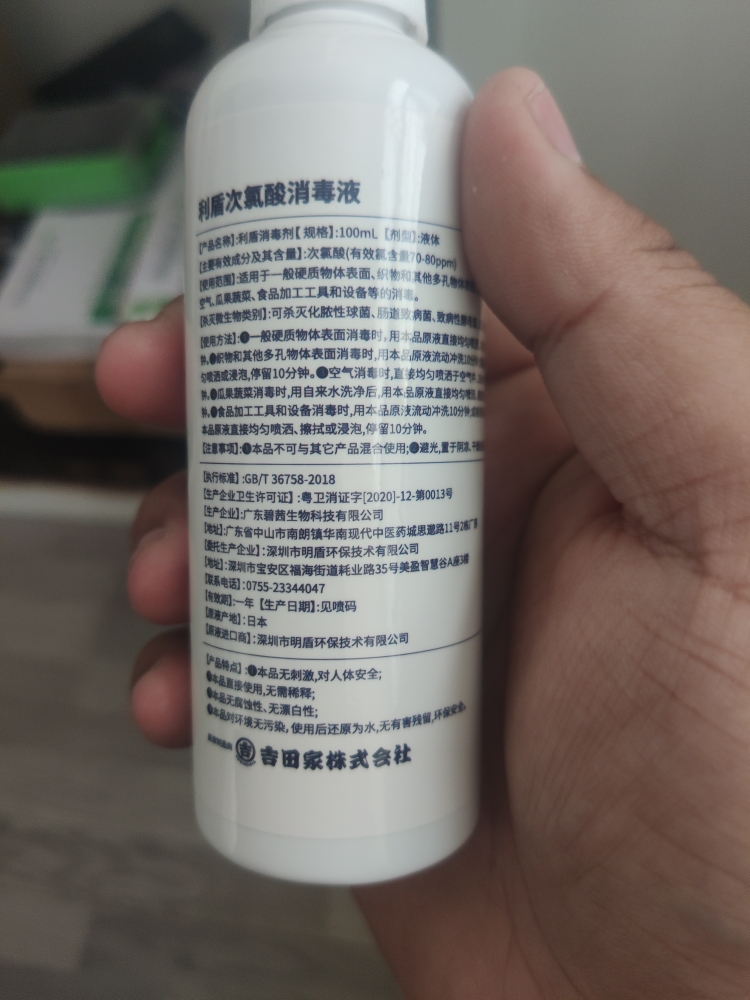 利盾次氯酸消毒液
【产品名称】:利盾消毒剂【规格】:100mL【剂型】:液体
【主要有效成分及其含量】:次氯酸(有效氯含量70-80ppm)
【使用范围】:适用于一般硬质物体表面、织物和其他多孔物体
空气、瓜果蔬菜、食品加工工具和设备等的消毒。
【杀灭微生物类别】:可杀灭化脓性球菌、肠道致病菌、致病性
【使用方法】:❶一般硬质物体表面消毒时,用本品原液直接均匀喷
钟。❷织物和其他多孔物体表面消毒时,用本品原液流动冲洗10分
匀喷洒或浸泡,停留10分钟。❸空气消毒时,直接均匀喷洒于空气
钟。❹瓜果蔬菜消毒时,用自来水洗净后,用本品原液直接均匀喷
钟。❺食品加工工具和设备消毒时,用本品原液流动冲洗10分钟
本品原液直接均匀喷洒、擦拭或浸泡,停留10分钟。
【注意事项】:❶本品不可与其它产品混合使用;❷避光,置于阴凉、干
【执行标准】:GB/T 36758-2018
【生产企业卫生许可证】:粤卫消证字[2020]-12-第0013号
【生产企业】:广东碧茜生物科技有限公司
【地址】:广东省中山市南朗镇华南现代中医药城思邈路11号2栋厂房
【委托生产企业】:深圳市明盾环保技术有限公司
【地址】:深圳市宝安区福海街道耗业路35号美盈智慧谷A座3楼
【联系电话】:0755-23344047
【有效期】:一年【生产日期】:见喷码
【原液产地】:日本
【原液进口商】:深圳市明盾环保技术有限公司
【产品特点】:❶本品无刺激,对人体安全;
❷本品直接使用,无需稀释;
❸本品无腐蚀性、无漂白性;
❹本品对环境无污染,使用后还原为水,无有害残留,环保安全。
吉 吉田家株式会社